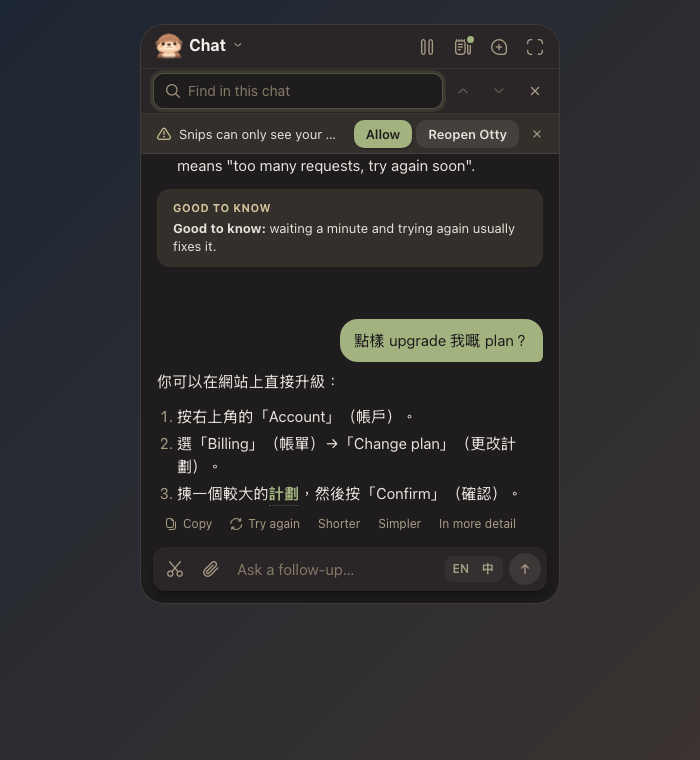 Chat
Find in this chat
Snips can only see your ...
Allow
Reopen Otty
means "too many requests, try again soon".
GOOD TO KNOW
Good to know: waiting a minute and trying again usually
fixes it.
點樣 upgrade 我嘅 plan？
你可以在網站上直接升級：
1. 按右上角的「Account」（帳戶）。
2. 選「Billing」（帳單）→「Change plan」（更改計
劃）。
3. 揀一個較大的計劃，然後按「Confirm」（確認）。
Copy
Try again
Shorter
Simpler
In more detail
Ask a follow-up...
EN 中